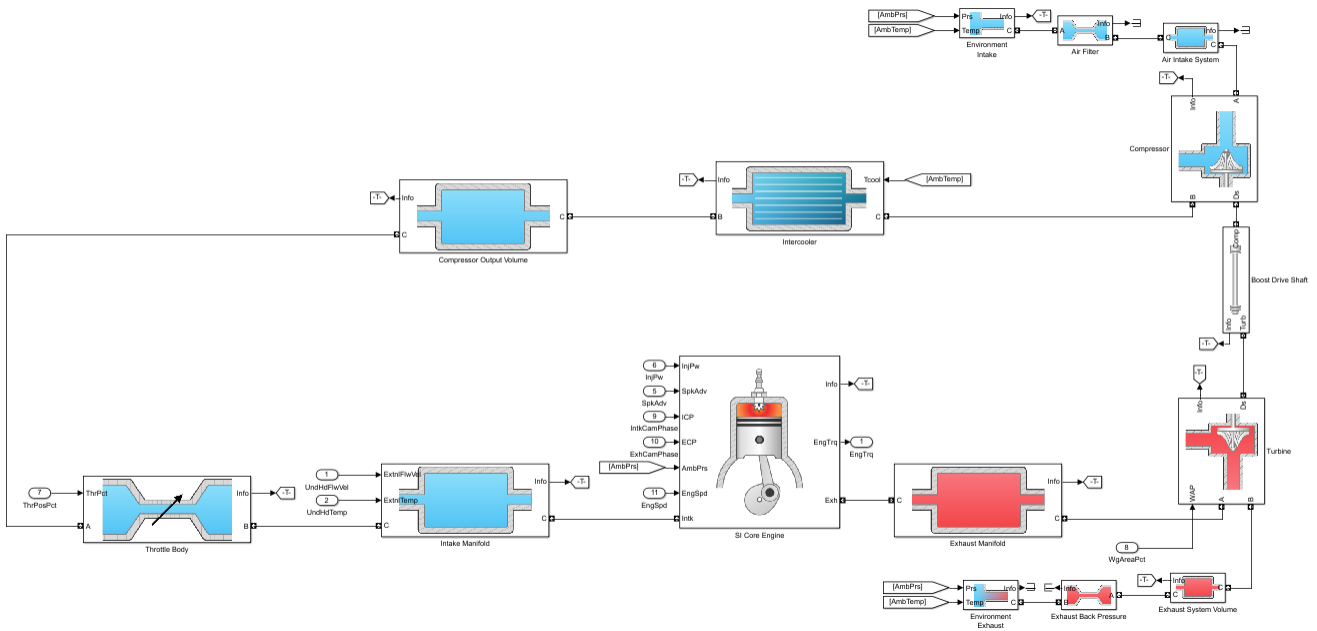 [AmbPrs] Prs Info -T-
[AmbTemp] Temp C A Info B C Info C
Environment Intake
Air Filter
Air Intake System
-T- Info A
Compressor
B Ds
-T- Info Tcool [AmbTemp]
B C
Intercooler
-T- Info
C C
Compressor Output Volume
Comp
Boost Drive Shaft
Info Turb
-T-
-T-
Info Ds
Turbine
WAP A B
6 InjPw
InjPw
5 SpkAdv
SpkAdv
9 ICP
IntkCamPhase
10 ECP
ExhCamPhase
[AmbPrs] AmbPrs
11 EngSpd
EngSpd
Intk
Info -T-
EngTrq 1
EngTrq
Exh
SI Core Engine
7 ThrPct Info -T-
ThrPosPct
A B
Throttle Body
1 ExtnlFlwVel
UndHdFlwVel
2 ExtnlTemp
UndHdTemp
Info -T-
C C
Intake Manifold
C Info -T-
C
Exhaust Manifold
8
WgAreaPct
[AmbPrs] Prs Info
[AmbTemp] Temp C
Environment Exhaust
Info A
B
Exhaust Back Pressure
-T- Info C
C
Exhaust System Volume